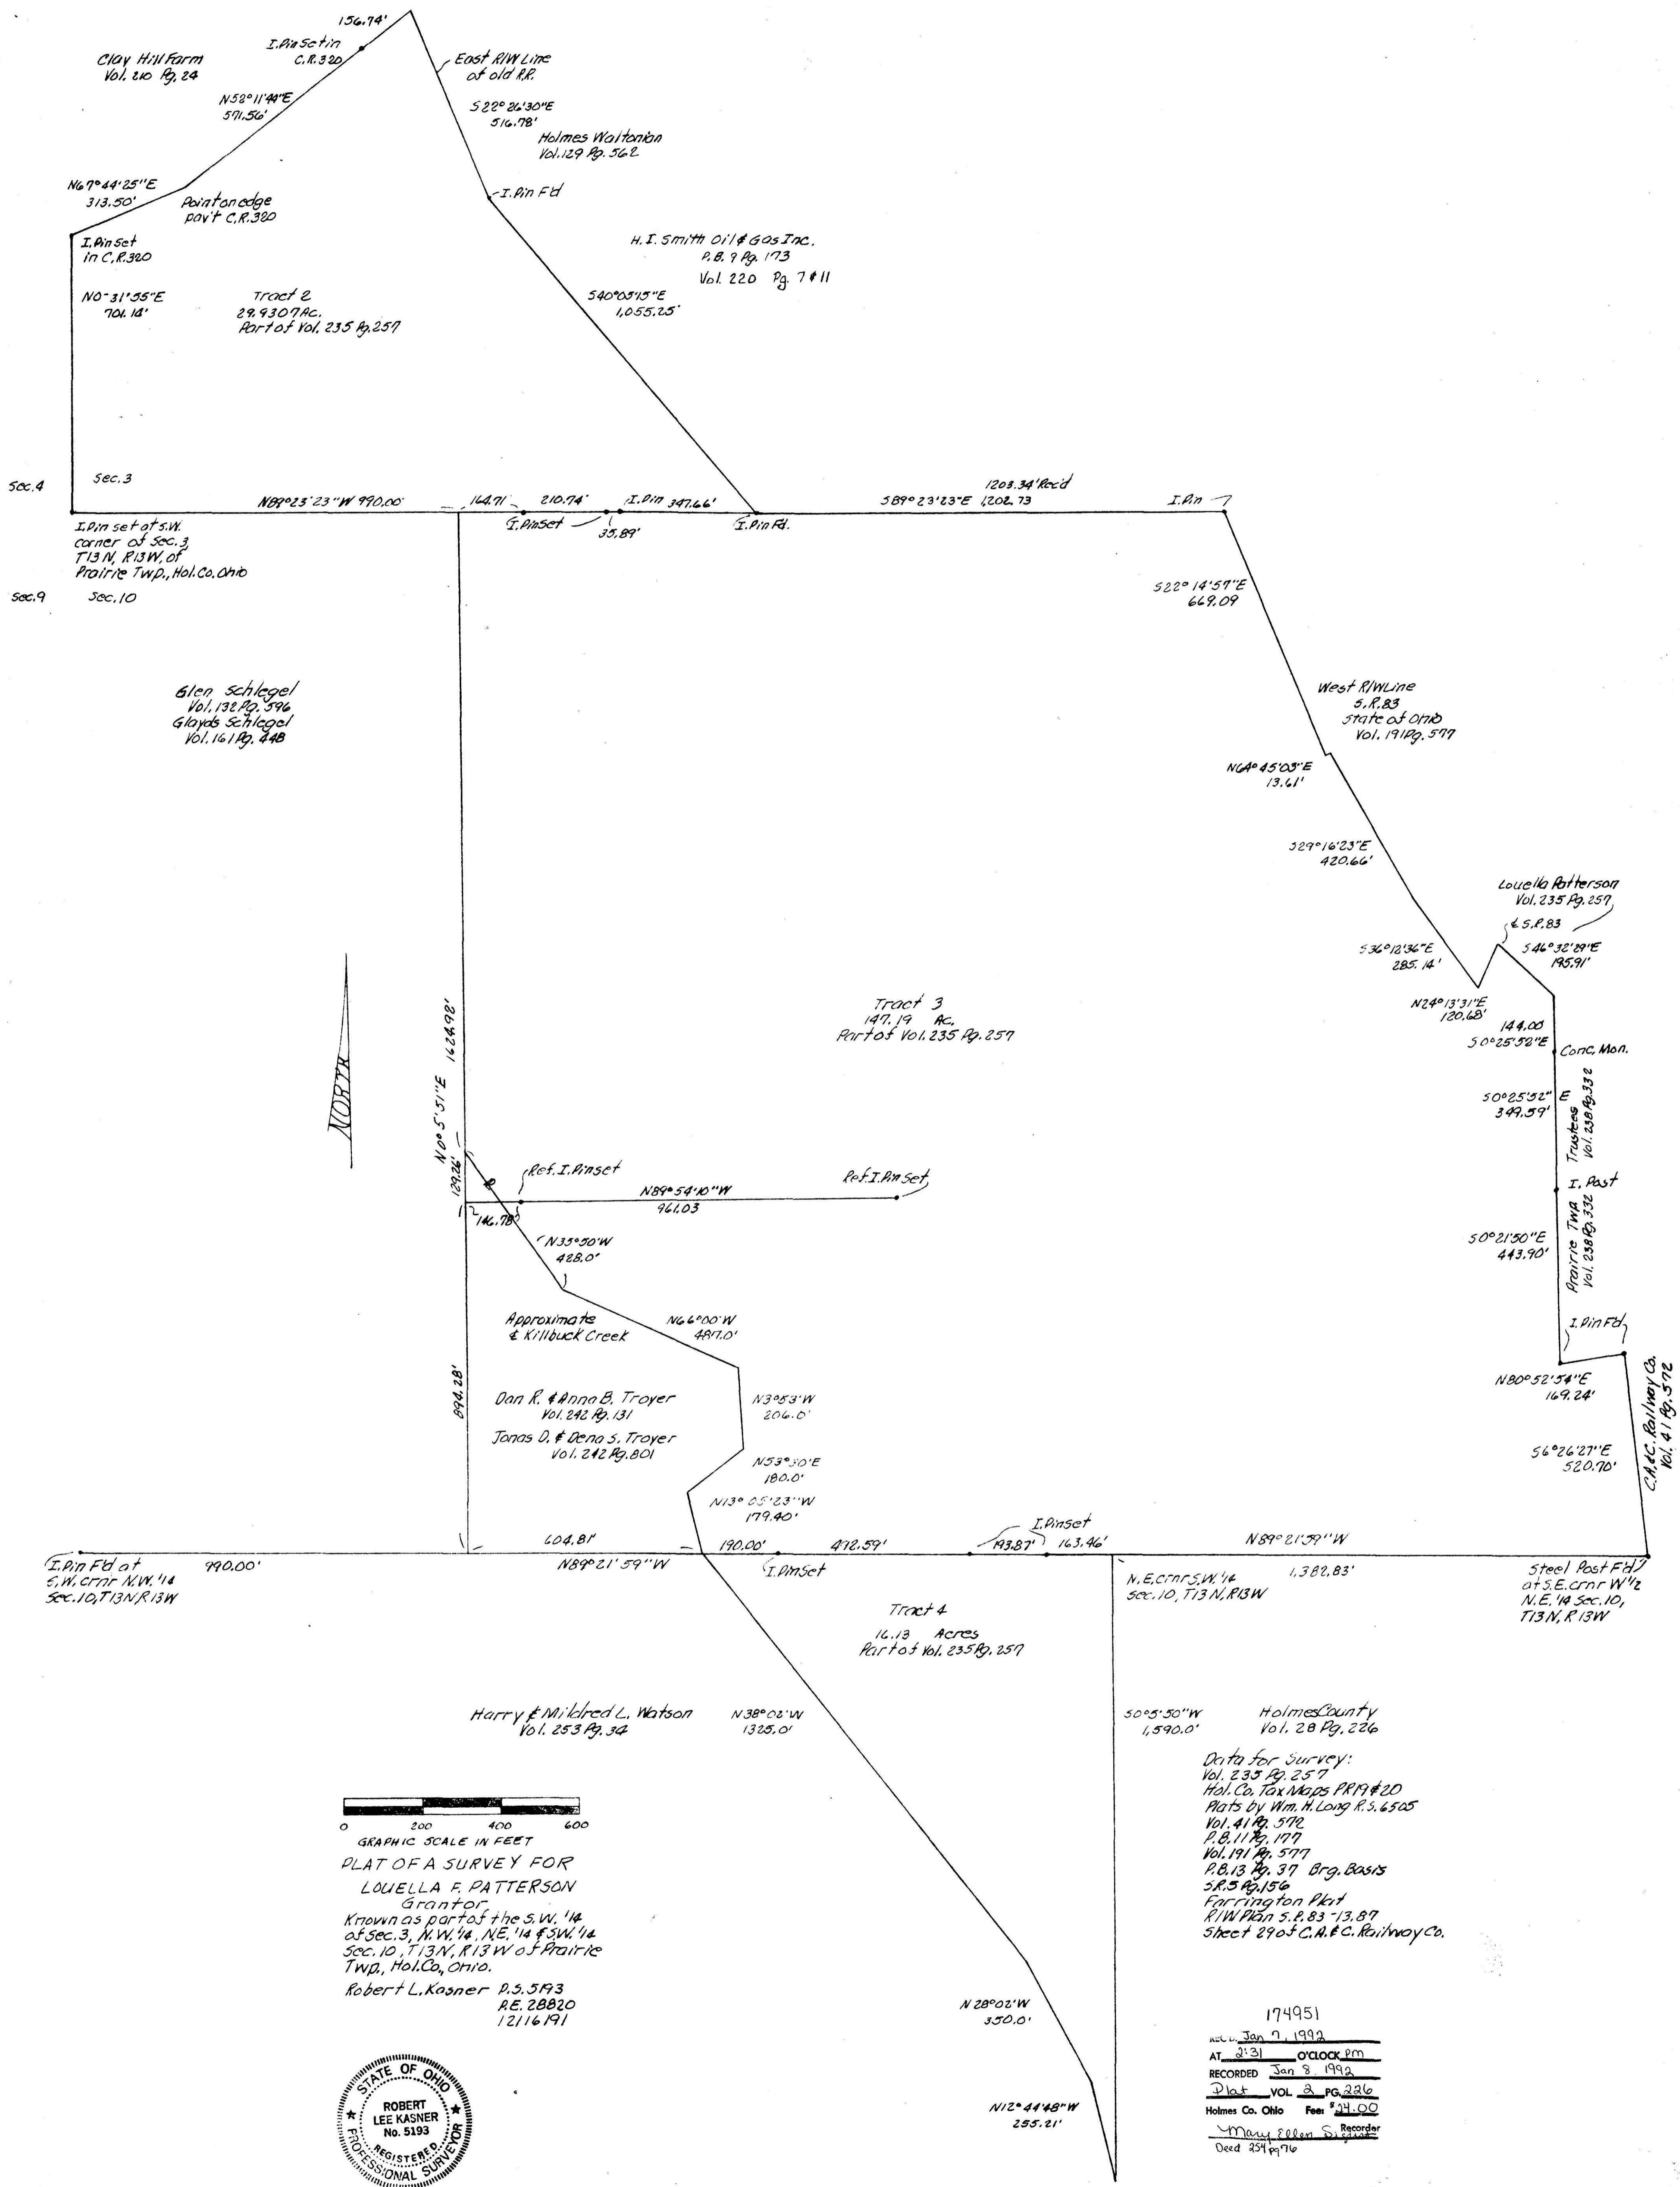 156.74'
I.Pin Set in
C.R.320
Clay Hill Farm
Vol. 210 Pg. 24
East R/W Line
of old R.R.
N52°11'44"E
571.56'
S22°26'30"E
516.78'
Holmes Waltonian
Vol.129 Pg. 562
N67°44'25"E
313.50'
Point on edge
pav't C.R.320
I.Pin F'd
I.Pin Set
in C.R.320
H.I. Smith Oil & Gas Inc.
P.B. 9 Pg. 173
Vol. 220 Pg. 7 & 11
N0°31'55"E
701.14'
Tract 2
29.9307 Ac.
Part of Vol. 235 Pg. 257
S40°05'15"E
1,055.25'
Sec.4
Sec.3
N89°23'23"W 990.00'
164.71
210.74'
I.Pin
347.66'
1203.34' Rec'd
S89°23'23"E 1,202.73
I.Pin
I.Pin Set
35.89'
I.Pin Fd.
I.Pin set at S.W.
corner of Sec.3,
T13N, R13W, of
Prairie Twp., Hol.Co. Ohio
Sec.9
Sec.10
S22°14'57"E
669.09
Glen Schlegel
Vol. 132 Pg. 596
Glayds Schlegel
Vol. 161 Pg. 448
West R/W Line
S.R.83
State of Ohio
Vol. 191 Pg. 577
N64°45'03"E
13.61'
S29°16'23"E
420.66'
Louella Patterson
Vol. 235 Pg. 257
℄ S.R.83
S36°12'36"E
285.14'
S46°32'29"E
195.91'
N24°13'31"E
120.68'
144.00
S0°25'52"E
Conc. Mon.
Tract 3
147.19 Ac.
Part of Vol. 235 Pg. 257
N0°5'51"E 1624.92'
NORTH
S0°25'52" E
349.59'
Prairie Twp. Trustees
Vol. 238 Pg. 332
Vol. 238 Pg. 332
I. Post
129.26'
Ref. I.Pin set
N89°54'10"W
961.03
Ref. I.Pin Set
146.78'
N35°50'W
428.0'
S0°21'50"E
443.90'
Approximate
℄ Killbuck Creek
N66°00'W
487.0'
I.Pin F'd
N80°52'54"E
169.24'
C.A.&C. Railway Co.
Vol. 41 Pg. 572
894.28'
Dan R. & Anna B. Troyer
Vol. 242 Pg. 131
Jonas D. & Dena S. Troyer
Vol. 242 Pg. 801
N3°53'W
206.0'
N53°30'E
180.0'
S6°26'27"E
520.70'
N13°05'23"W
179.40'
604.81'
190.00'
492.59'
I.Pin Set
193.87'
163.46'
N89°21'59"W
1,382.83'
I.Pin F'd at
S.W. crnr N.W. 1/4
Sec.10, T13N, R13W
990.00'
N89°21'59"W
I.Pin Set
N.E. crnr S.W. 1/4
Sec. 10, T13N, R13W
Steel Post F'd
at S.E. crnr W 1/2
N.E. 1/4 Sec. 10,
T13N, R13W
Tract 4
16.13 Acres
Part of Vol. 235 Pg. 257
Harry & Mildred L. Watson
Vol. 253 Pg. 34
N38°02'W
1325.0'
S0°5'50"W
1,590.0'
Holmes County
Vol. 28 Pg. 226
Data for Survey:
Vol. 235 Pg. 257
Hol. Co. Tax Maps PR19 & 20
Plats by Wm. H. Long R.S. 6505
Vol. 41 Pg. 572
P.B. 11 Pg. 177
Vol. 191 Pg. 577
P.B. 13 Pg. 37 Brg. Basis
S.R.5 Pg. 156
Farrington Plat
R/W Plan S.R. 83-13.87
Sheet 29 of C.A. & C. Railway Co.
0 200 400 600
GRAPHIC SCALE IN FEET
PLAT OF A SURVEY FOR
LOUELLA F. PATTERSON
Grantor
Known as part of the S.W. 1/4
of Sec. 3, N.W. 1/4, N.E. 1/4 & S.W. 1/4
Sec. 10, T13N, R13W of Prairie
Twp., Hol.Co., Ohio.
Robert L. Kasner P.S. 5193
P.E. 28820
12/16/91
N28°02'W
350.0'
N12°44'48"W
255.21'
STATE OF OHIO
ROBERT
LEE KASNER
No. 5193
REGISTERED
PROFESSIONAL SURVEYOR
174951
REC'D. Jan 7, 1992
AT 2:31 O'CLOCK PM
RECORDED Jan 8, 1992
Plat VOL 2 PG. 226
Holmes Co. Ohio Fee: $24.00
Mary Ellen Recorder
Deed 254 pg 76